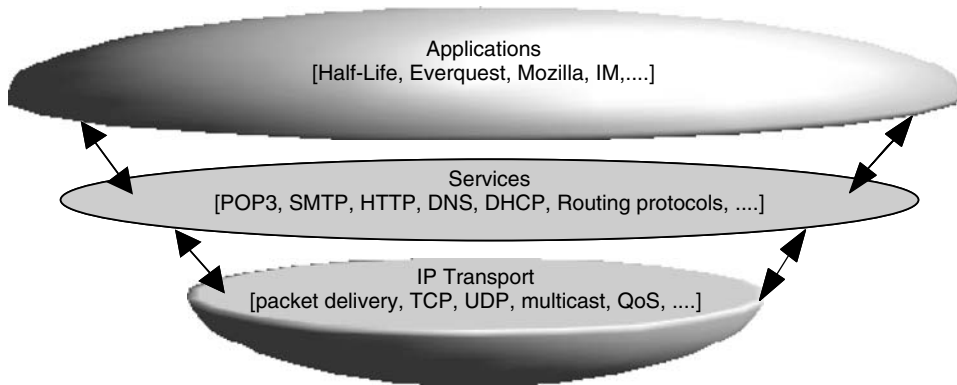 Applications
[Half-Life, Everquest, Mozilla, IM,....]
Services
[POP3, SMTP, HTTP, DNS, DHCP, Routing protocols, ....]
IP Transport
[packet delivery, TCP, UDP, multicast, QoS, ....]